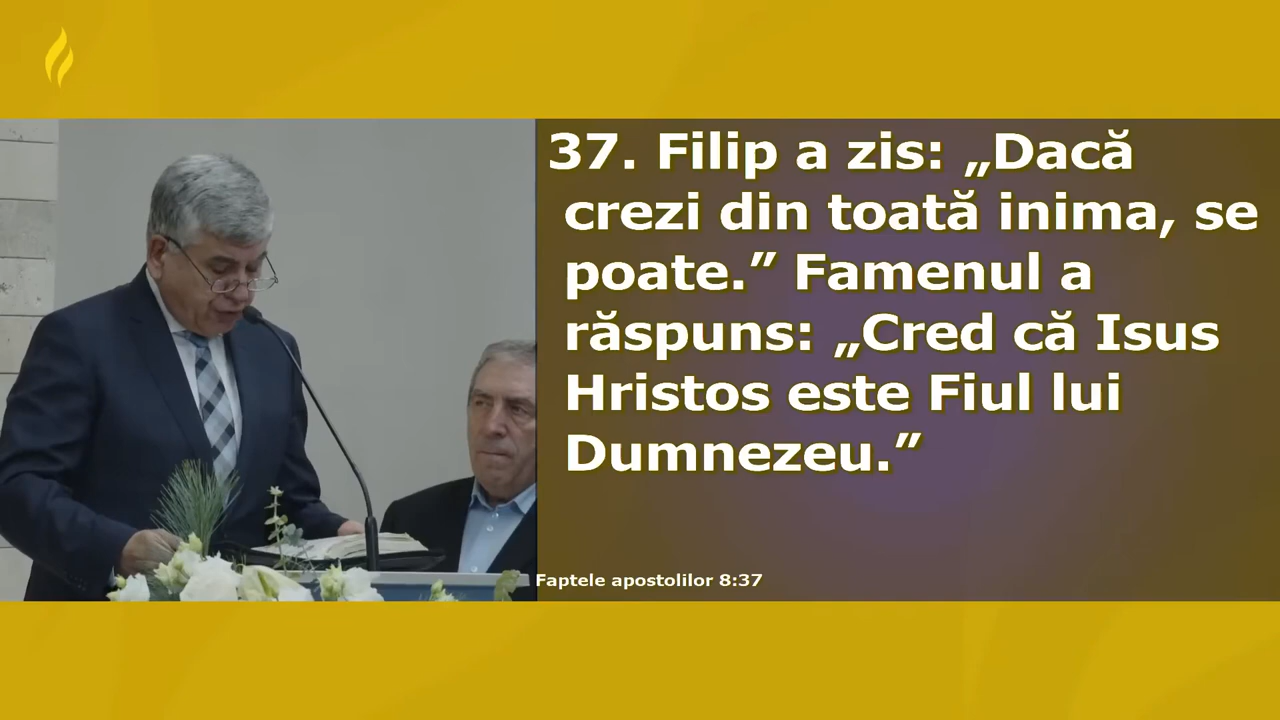 37. Filip a zis: „Dacă
crezi din toată inima, se
poate.” Famenul a
răspuns: „Cred că Isus
Hristos este Fiul lui
Dumnezeu.”
Faptele apostolilor 8:37